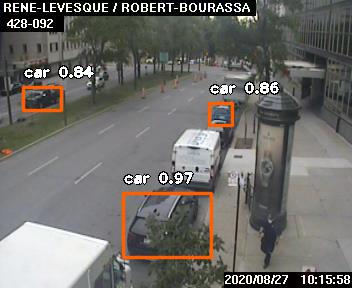 RENE-LEVESQUE / ROBERT-BOURASSA
428-092
car 0.84
car 0.86
car 0.97
2020/08/27 10:15:58